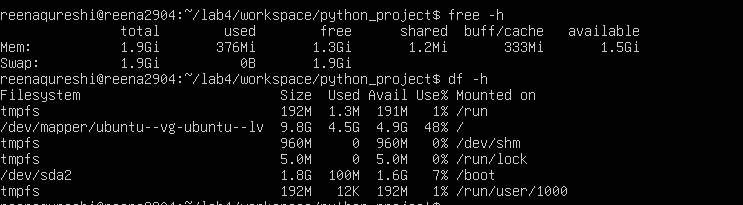 reenaqureshi@reena2904:~/lab4/workspace/python_project$ free -h
total used free shared buff/cache available
Mem: 1.9Gi 376Mi 1.3Gi 1.2Mi 333Mi 1.5Gi
Swap: 1.9Gi 0B 1.9Gi
reenaqureshi@reena2904:~/lab4/workspace/python_project$ df -h
Filesystem Size Used Avail Use% Mounted on
tmpfs 192M 1.3M 191M 1% /run
/dev/mapper/ubuntu--vg-ubuntu--lv 9.8G 4.5G 4.9G 48% /
tmpfs 960M 0 960M 0% /dev/shm
tmpfs 5.0M 0 5.0M 0% /run/lock
/dev/sda2 1.8G 100M 1.6G 7% /boot
tmpfs 192M 12K 192M 1% /run/user/1000